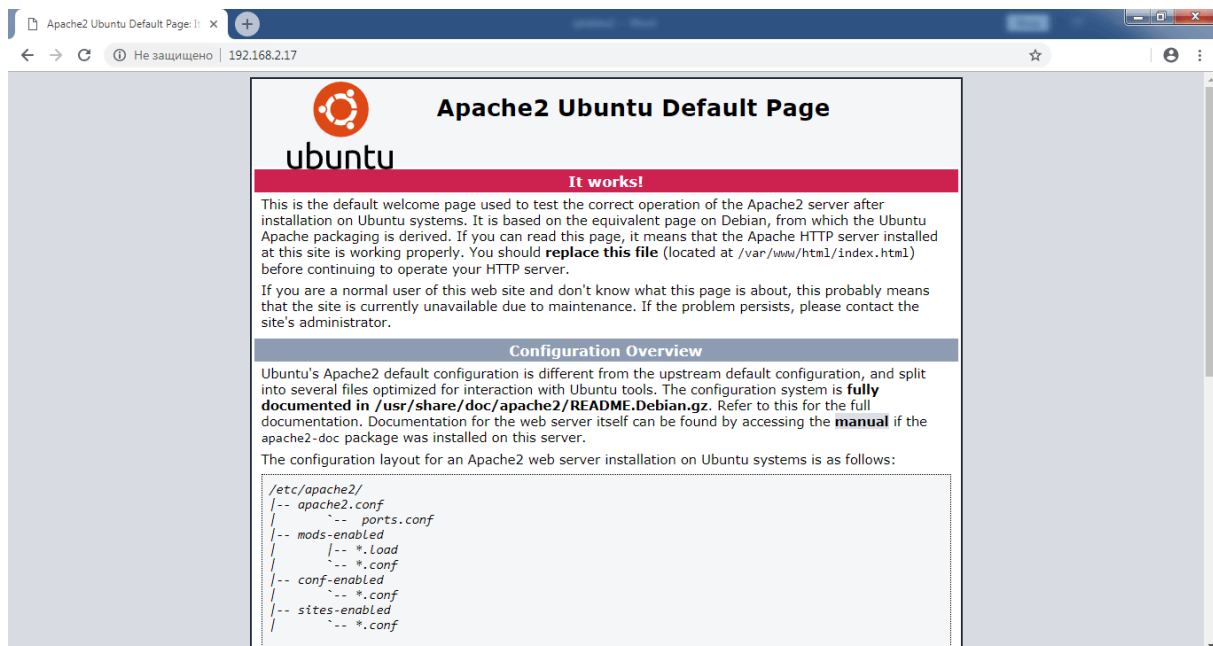 Apache2 Ubuntu Default Page: I
Не защищено | 192.168.2.17
ubuntu
Apache2 Ubuntu Default Page
It works!
This is the default welcome page used to test the correct operation of the Apache2 server after
installation on Ubuntu systems. It is based on the equivalent page on Debian, from which the Ubuntu
Apache packaging is derived. If you can read this page, it means that the Apache HTTP server installed
at this site is working properly. You should replace this file (located at /var/www/html/index.html)
before continuing to operate your HTTP server.
If you are a normal user of this web site and don't know what this page is about, this probably means
that the site is currently unavailable due to maintenance. If the problem persists, please contact the
site's administrator.
Configuration Overview
Ubuntu's Apache2 default configuration is different from the upstream default configuration, and split
into several files optimized for interaction with Ubuntu tools. The configuration system is fully
documented in /usr/share/doc/apache2/README.Debian.gz. Refer to this for the full
documentation. Documentation for the web server itself can be found by accessing the manual if the
apache2-doc package was installed on this server.
The configuration layout for an Apache2 web server installation on Ubuntu systems is as follows:
/etc/apache2/
|-- apache2.conf
|       `--  ports.conf
|-- mods-enabled
|       |-- *.load
|       `-- *.conf
|-- conf-enabled
|       `-- *.conf
|-- sites-enabled
|       `-- *.conf